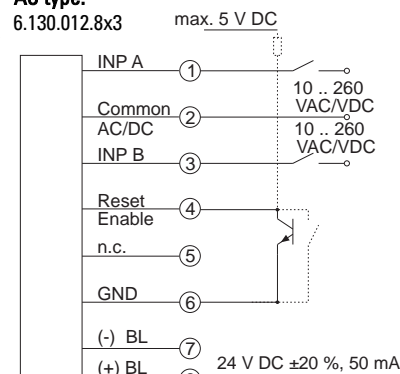 AC type:
6.130.012.8x3
max. 5 V DC
INP A
1
10 .. 260
VAC/VDC
Common
AC/DC
2
10 .. 260
VAC/VDC
INP B
3
Reset
Enable
4
n.c.
5
GND
6
(-) BL
7
24 V DC ±20 %, 50 mA
(+) BL